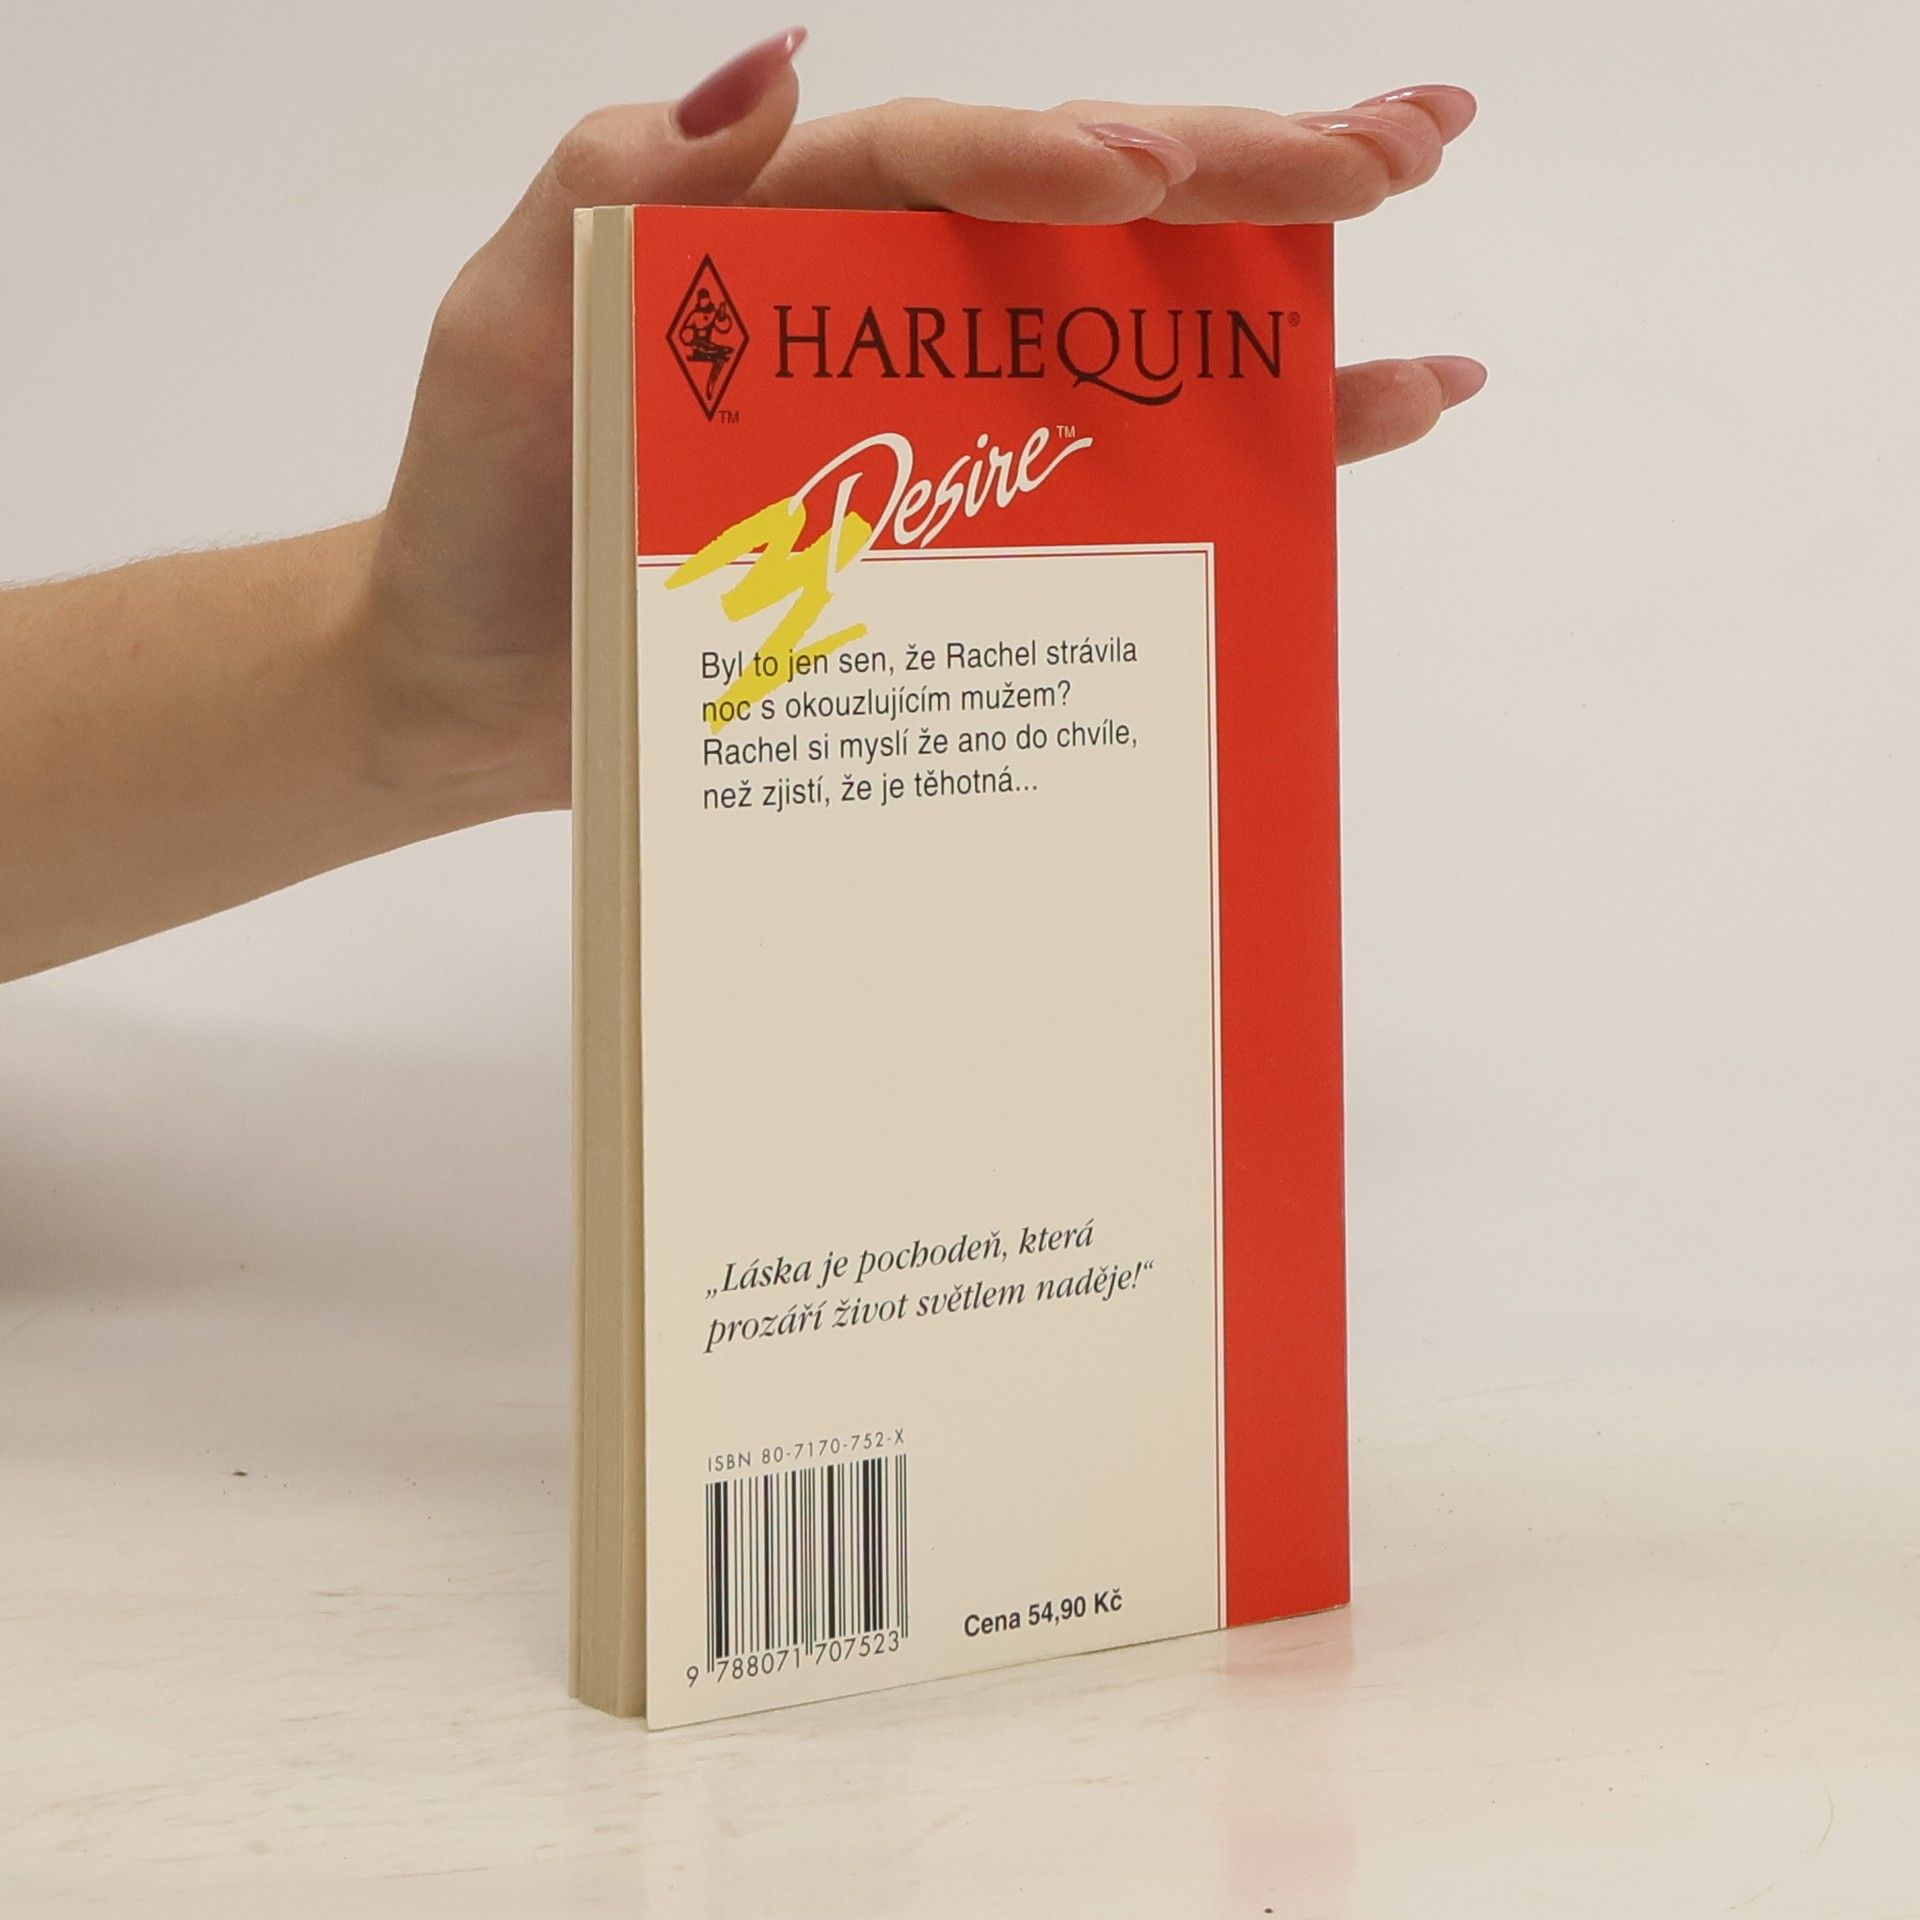 HARLEQUIN®
TM
Desire™
Byl to jen sen, že Rachel strávila
noc s okouzlujícím mužem?
Rachel si myslí že ano do chvíle,
než zjistí, že je těhotná...
„Láska je pochodeň, která
prozáří život světlem naděje!“
ISBN 80-7170-752-X
9 788071 707523
Cena 54,90 Kč